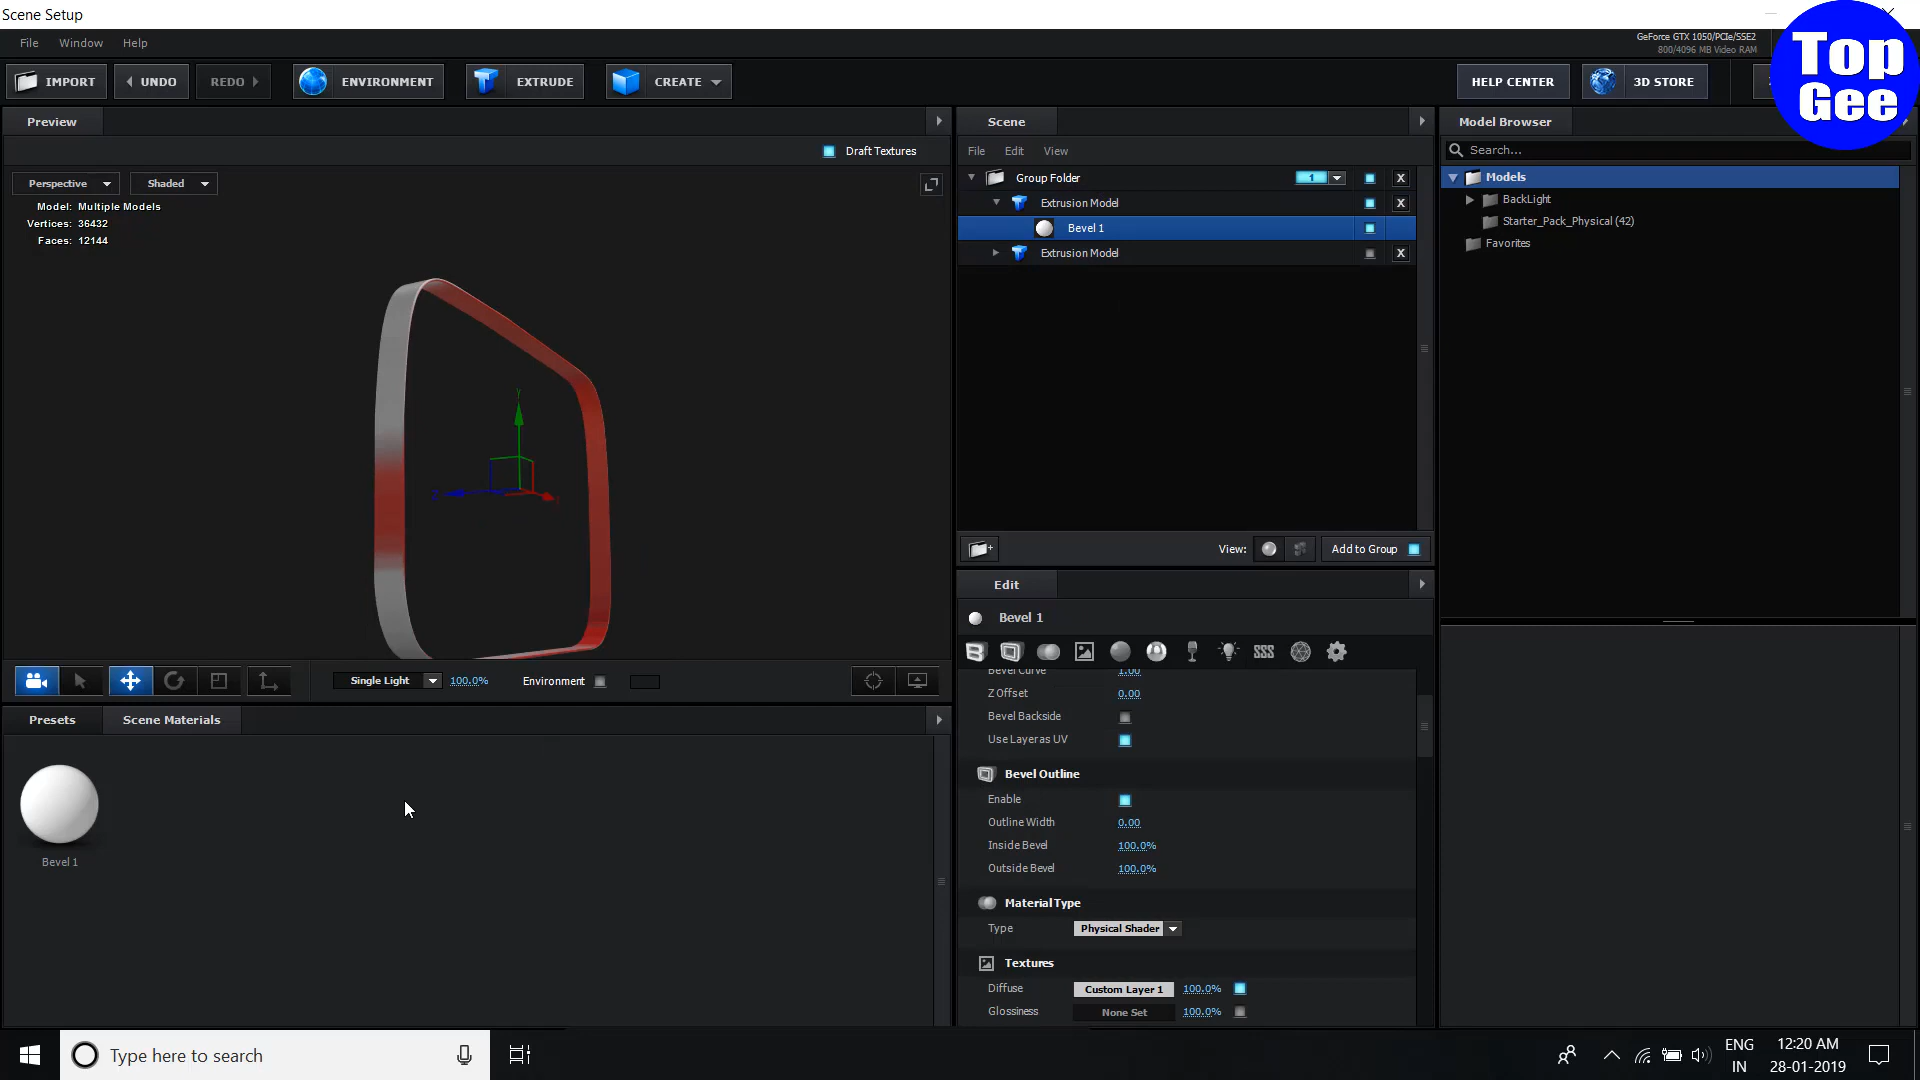 Scene Setup
File Window Help
GeForce GTX 1050/PCIe/SSE2
800/4096 MB Video RAM
Top
Gee
IMPORT UNDO REDO ENVIRONMENT EXTRUDE CREATE HELP CENTER 3D STORE
Preview
Draft Textures
Perspective Shaded
Model: Multiple Models
Vertices: 36432
Faces: 12144
Y
Z
Single Light 100.0% Environment
Presets Scene Materials
Bevel 1
Scene
File Edit View
Group Folder 1 X
Extrusion Model X
Bevel 1
Extrusion Model X
View: Add to Group
Edit
Bevel 1
Bevel Curve 1.00
Z Offset 0.00
Bevel Backside
Use Layer as UV
Bevel Outline
Enable
Outline Width 0.00
Inside Bevel 100.0%
Outside Bevel 100.0%
Material Type
Type Physical Shader
Textures
Diffuse Custom Layer 1 100.0%
Glossiness None Set 100.0%
Model Browser
Search...
Models
BackLight
Starter_Pack_Physical (42)
Favorites
Type here to search
ENG
IN
12:20 AM
28-01-2019